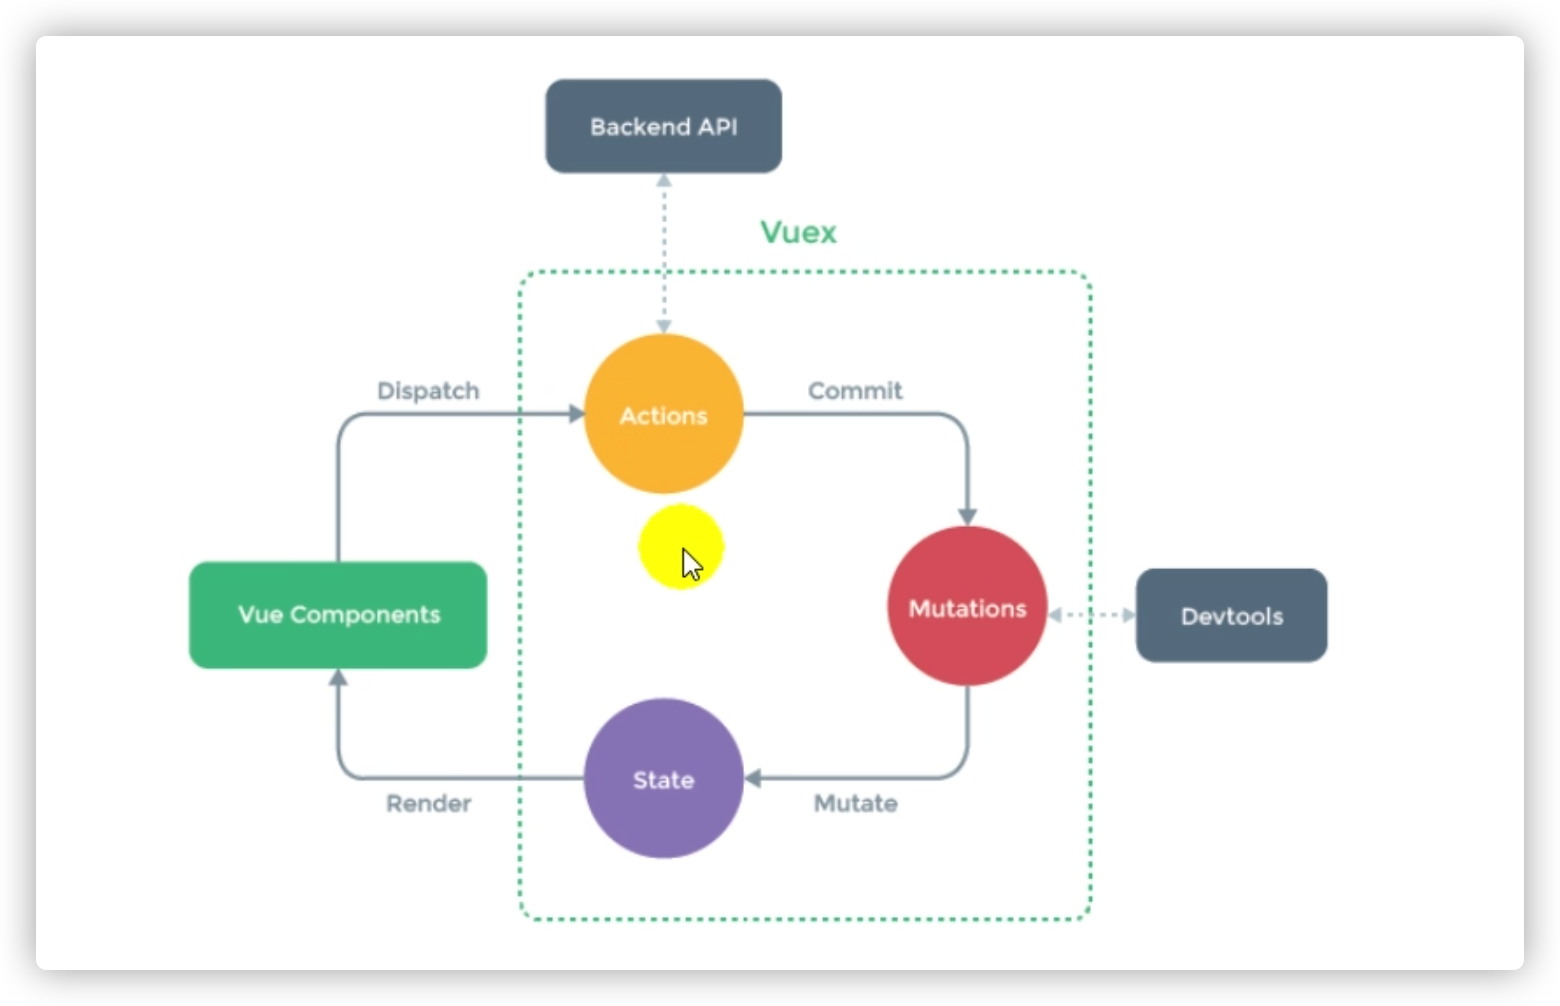 Backend API
Vuex
Dispatch
Actions
Commit
Vue Components
Mutations
Devtools
State
Render
Mutate